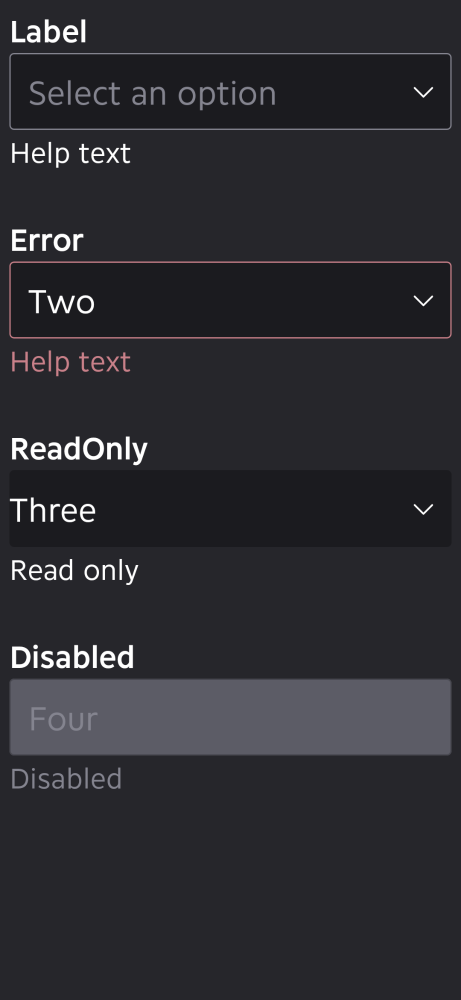 Label
Select an option
Help text
Error
Two
Help text
ReadOnly
Three
Read only
Disabled
Four
Disabled